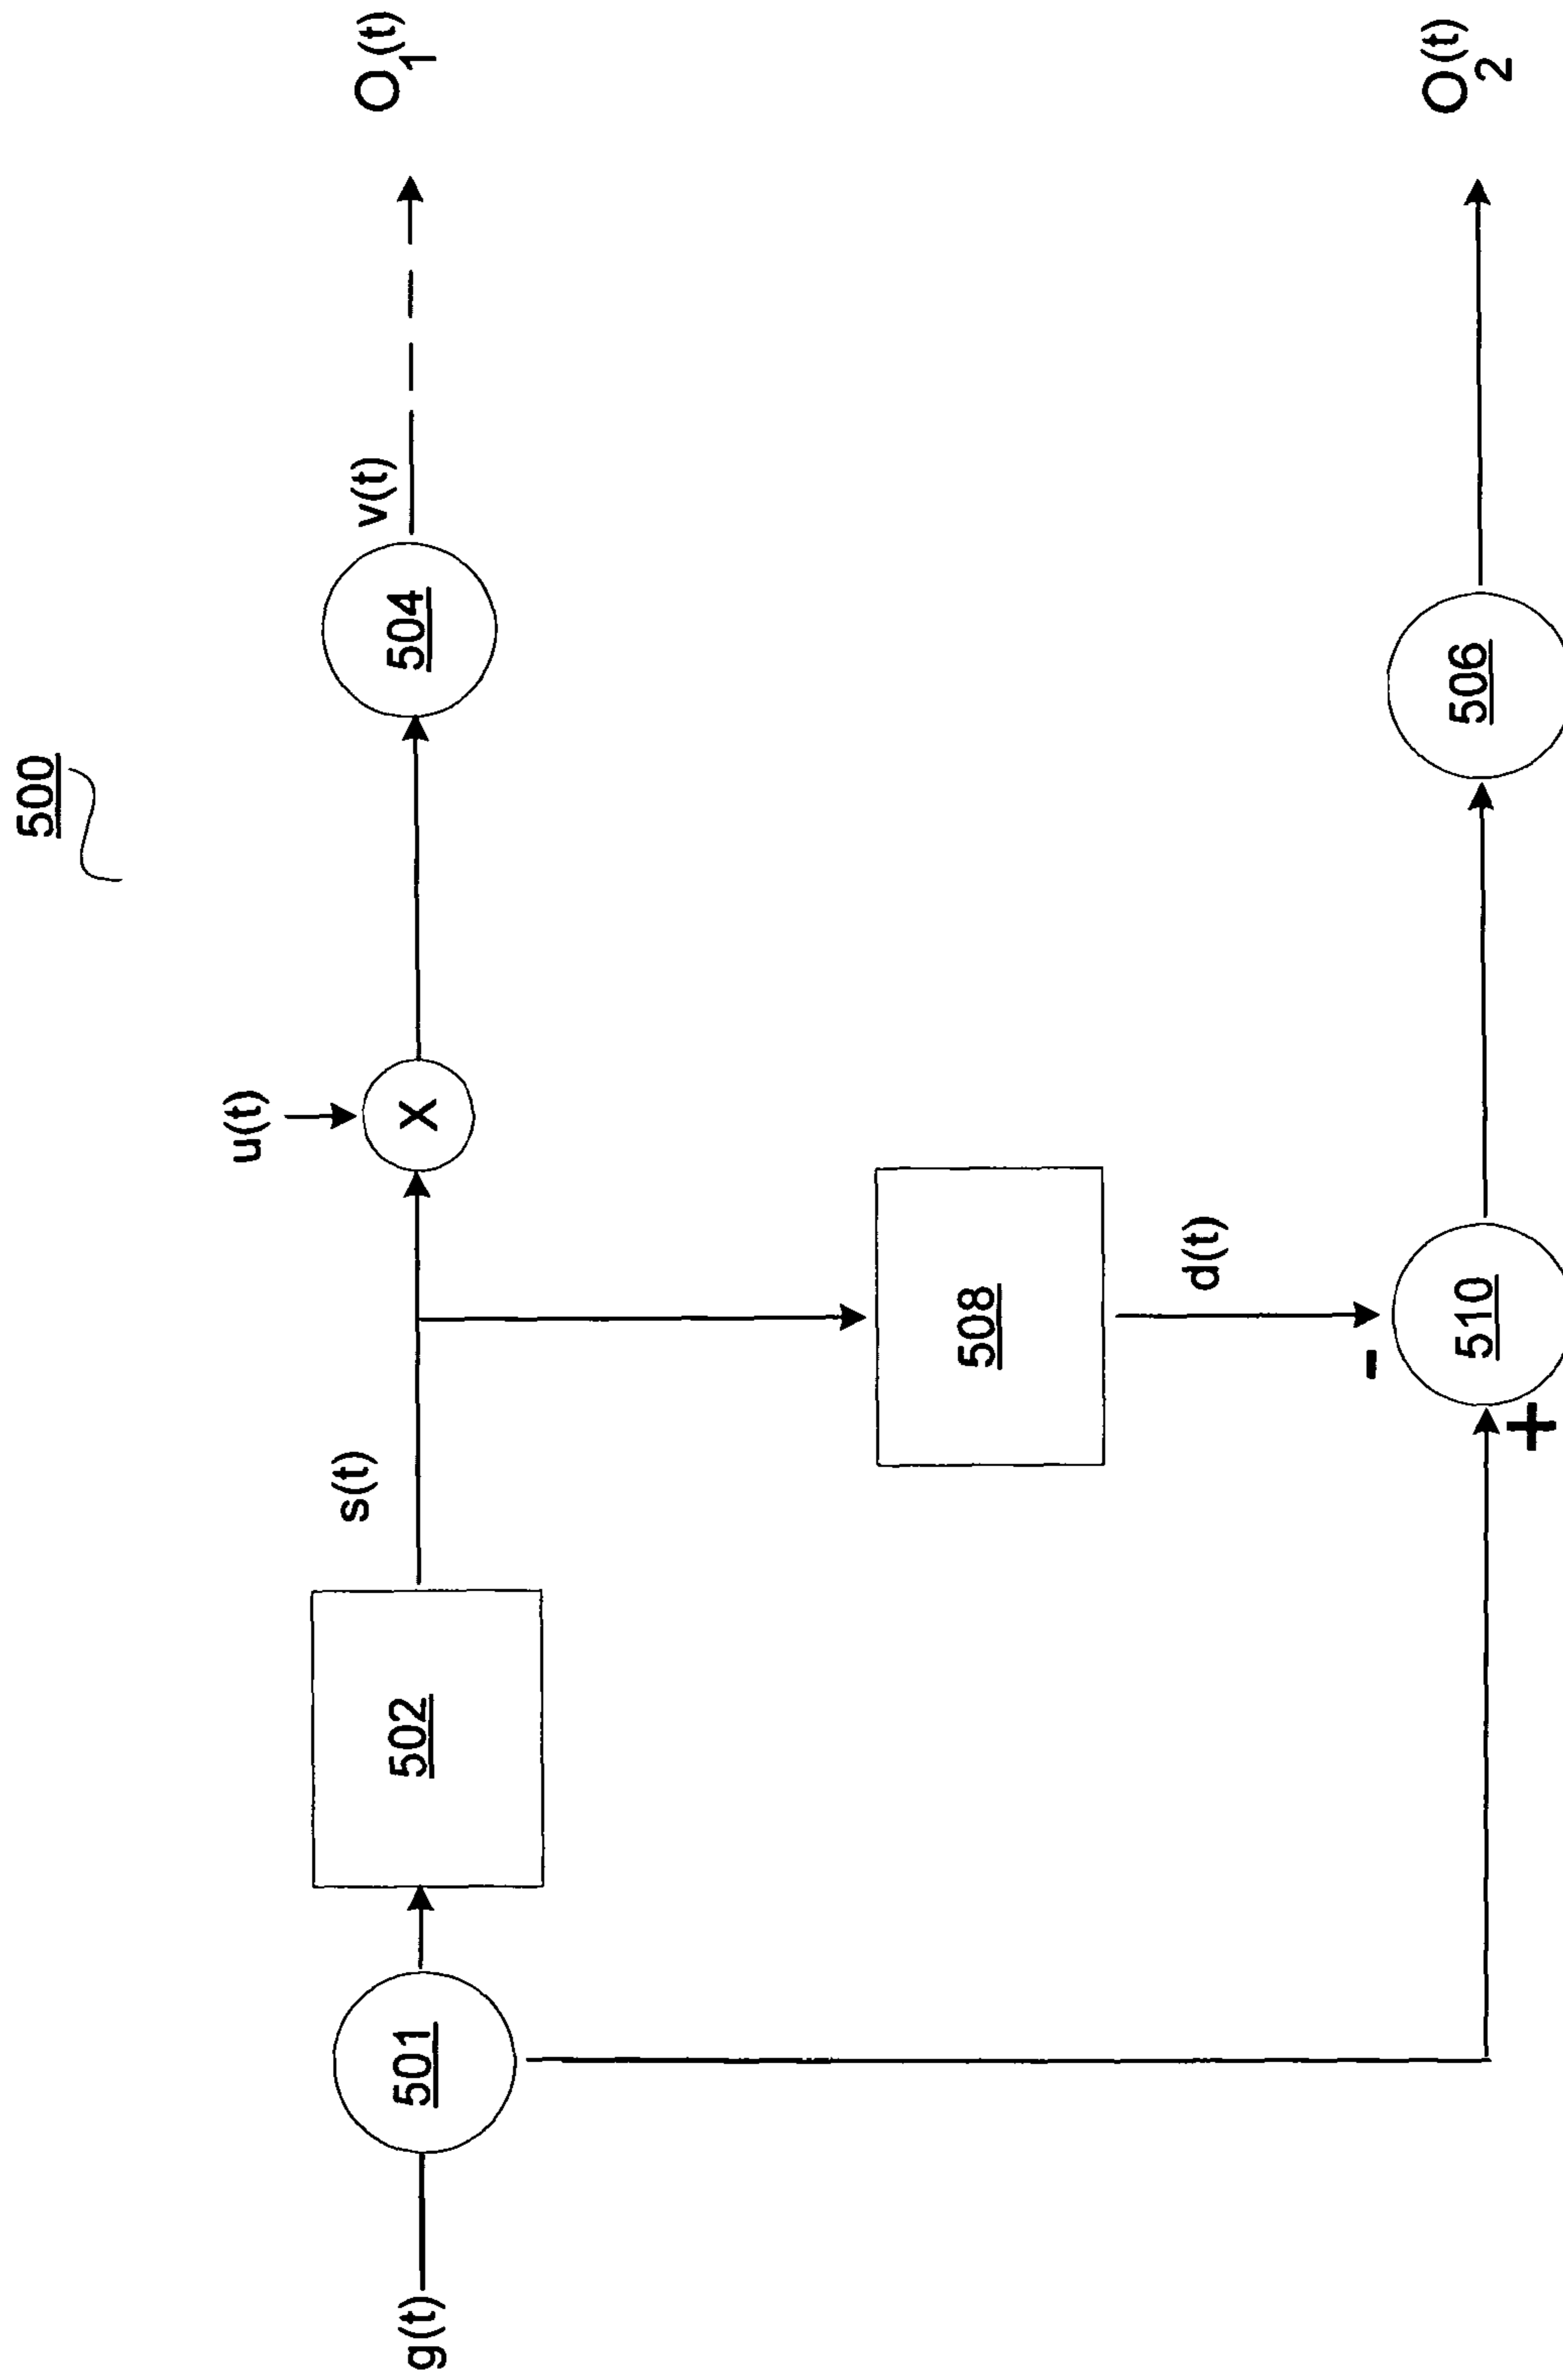 500
u(t)
g(t)
501
502
s(t)
X
504
v(t)
O1(t)
508
d(t)
-
+
510
506
O2(t)